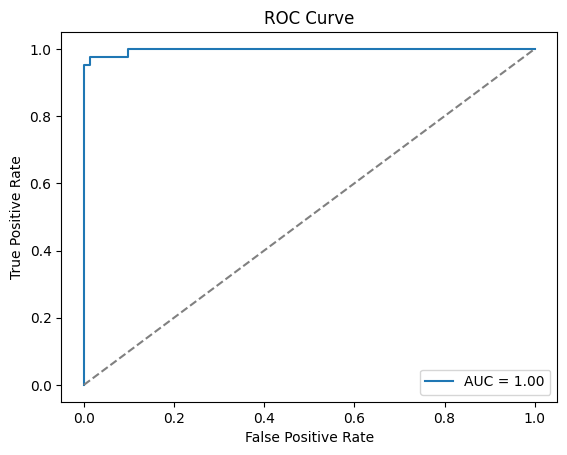 ROC Curve
True Positive Rate
1.0
0.8
0.6
0.4
0.2
0.0
AUC = 1.00
0.0 0.2 0.4 0.6 0.8 1.0
False Positive Rate